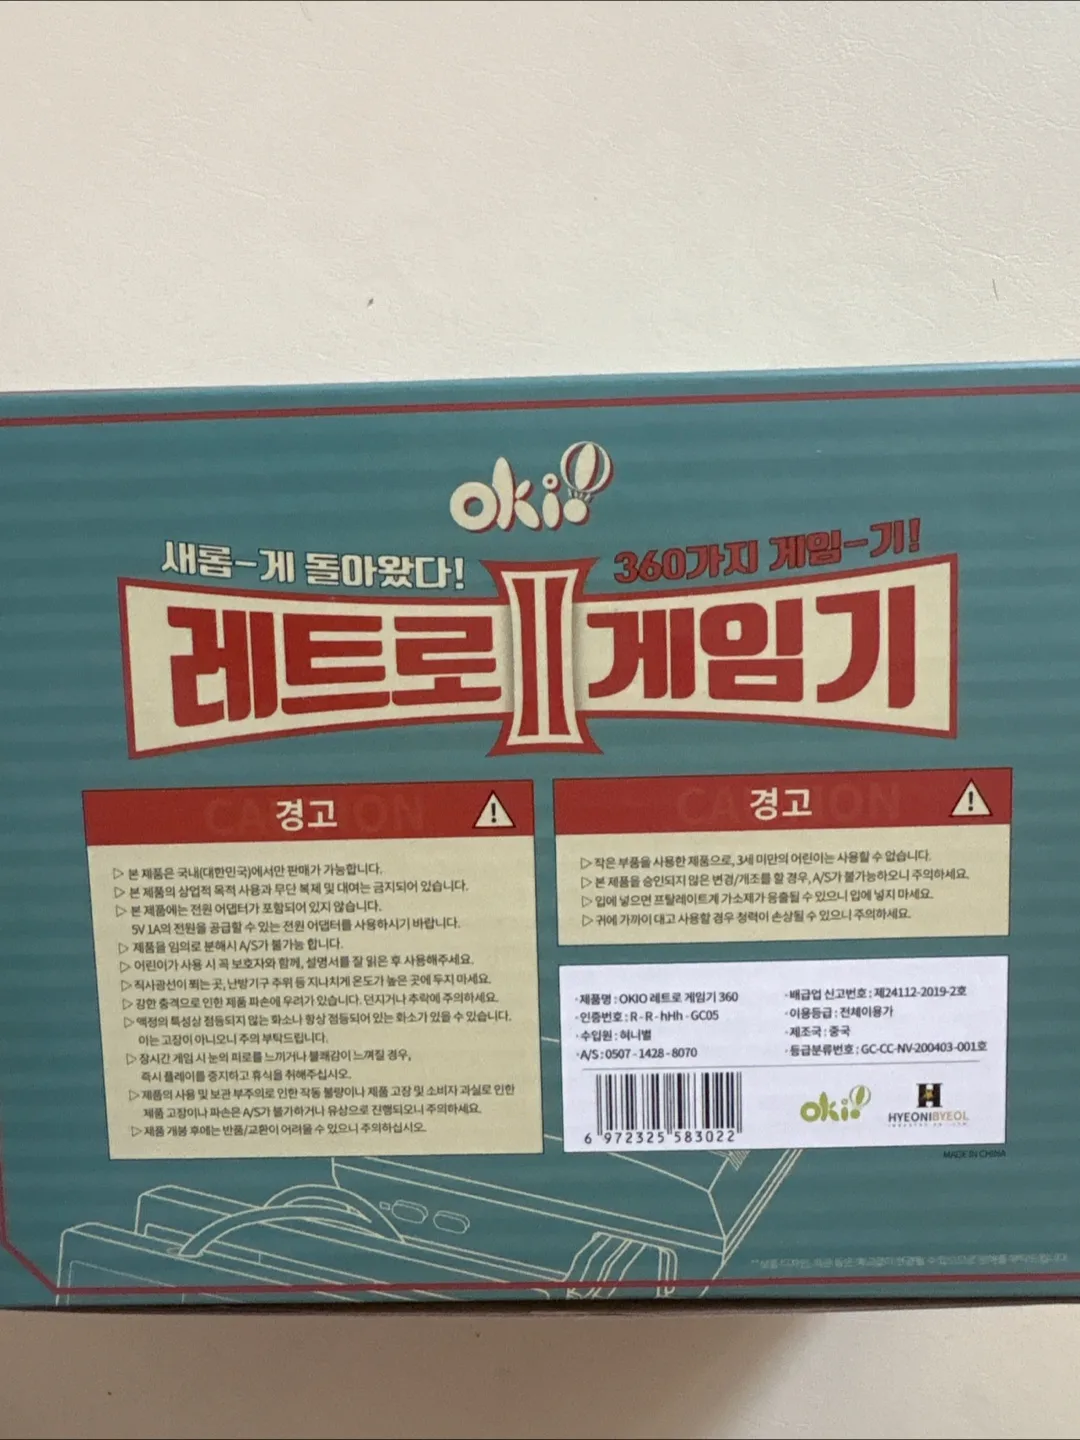 oki!
새롭-게 돌아왔다!
360가지 게임-기!
레트로 II 게임기
CAUTION
경고
▷ 본 제품은 국내(대한민국)에서만 판매가 가능합니다.
▷ 본 제품의 상업적 목적 사용과 무단 복제 및 대여는 금지되어 있습니다.
▷ 본 제품에는 전원 어댑터가 포함되어 있지 않습니다.
5V 1A의 전원을 공급할 수 있는 전원 어댑터를 사용하시기 바랍니다.
▷ 제품을 임의로 분해시 A/S가 불가능 합니다.
▷ 어린이가 사용 시 꼭 보호자와 함께, 설명서를 잘 읽은 후 사용해주세요.
▷ 직사광선이 쬐는 곳, 난방기구 주위 등 지나치게 온도가 높은 곳에 두지 마세요.
▷ 강한 충격으로 인한 제품 파손에 우려가 있습니다. 던지거나 추락에 주의하세요.
▷ 액정의 특성상 점등되지 않는 화소나 항상 점등되어 있는 화소가 있을 수 있습니다.
이는 고장이 아니오니 주의 부탁드립니다.
▷ 장시간 게임 시 눈의 피로를 느끼거나 불쾌감이 느껴질 경우,
즉시 플레이를 중지하고 휴식을 취해주십시오.
▷ 제품의 사용 및 보관 부주의로 인한 작동 불량이나 제품 고장 및 소비자 과실로 인한
제품 고장이나 파손은 A/S가 불가하거나 유상으로 진행되오니 주의하세요.
▷ 제품 개봉 후에는 반품/교환이 어려울 수 있으니 주의하십시오.
CAUTION
경고
▷ 작은 부품을 사용한 제품으로, 3세 미만의 어린이는 사용할 수 없습니다.
▷ 본 제품을 승인되지 않은 변경/개조를 할 경우, A/S가 불가능하오니 주의하세요.
▷ 입에 넣으면 프탈레이트계 가소제가 용출될 수 있으니 입에 넣지 마세요.
▷ 귀에 가까이 대고 사용할 경우 청력이 손상될 수 있으니 주의하세요.
·제품명 : OKIO 레트로 게임기 360
·인증번호 : R - R - hHh - GC05
·수입원 : 혀니별
·A/S : 0507 - 1428 - 8070
·배급업 신고번호 : 제24112-2019-2호
·이용등급 : 전체이용가
·제조국 : 중국
·등급분류번호 : GC-CC-NV-200403-001호
6 972325 583022
oki!
H
HYEONIBYEOL
MADE IN CHINA